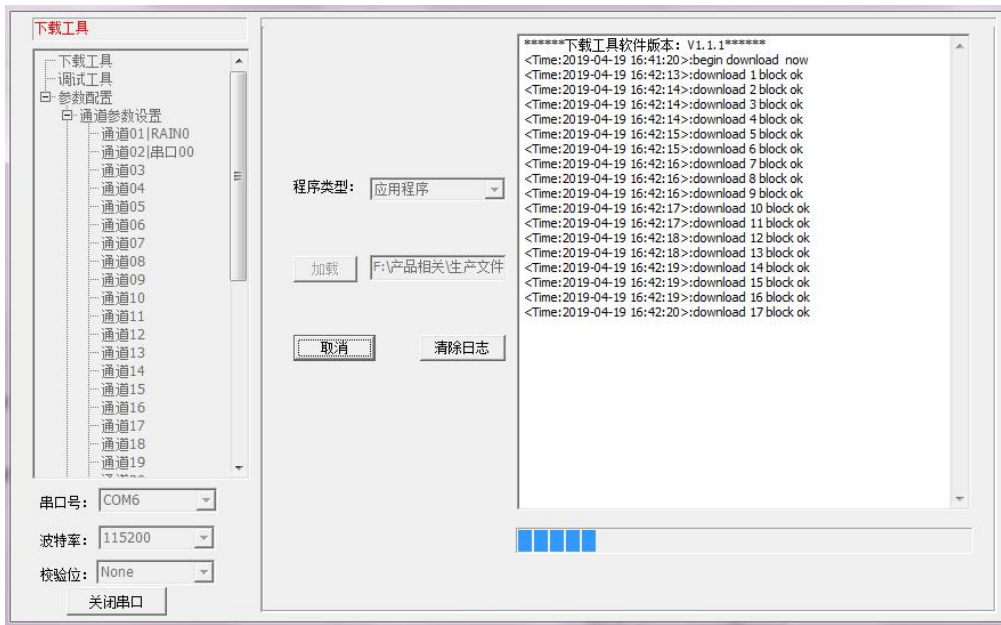 下载工具
下载工具
调试工具
参数配置
通道参数设置
通道01|RAIN0
通道02|串口00
通道03
通道04
通道05
通道06
通道07
通道08
通道09
通道10
通道11
通道12
通道13
通道14
通道15
通道16
通道17
通道18
通道19
串口号: COM6
波特率: 115200
校验位: None
关闭串口
程序类型: 应用程序
加载 F:\产品相关\生产文件
取消 清除日志
******下载工具软件版本: V1.1.1******
<Time:2019-04-19 16:41:20>:begin download  now
<Time:2019-04-19 16:42:13>:download 1 block ok
<Time:2019-04-19 16:42:14>:download 2 block ok
<Time:2019-04-19 16:42:14>:download 3 block ok
<Time:2019-04-19 16:42:14>:download 4 block ok
<Time:2019-04-19 16:42:15>:download 5 block ok
<Time:2019-04-19 16:42:15>:download 6 block ok
<Time:2019-04-19 16:42:16>:download 7 block ok
<Time:2019-04-19 16:42:16>:download 8 block ok
<Time:2019-04-19 16:42:16>:download 9 block ok
<Time:2019-04-19 16:42:17>:download 10 block ok
<Time:2019-04-19 16:42:17>:download 11 block ok
<Time:2019-04-19 16:42:18>:download 12 block ok
<Time:2019-04-19 16:42:18>:download 13 block ok
<Time:2019-04-19 16:42:19>:download 14 block ok
<Time:2019-04-19 16:42:19>:download 15 block ok
<Time:2019-04-19 16:42:19>:download 16 block ok
<Time:2019-04-19 16:42:20>:download 17 block ok